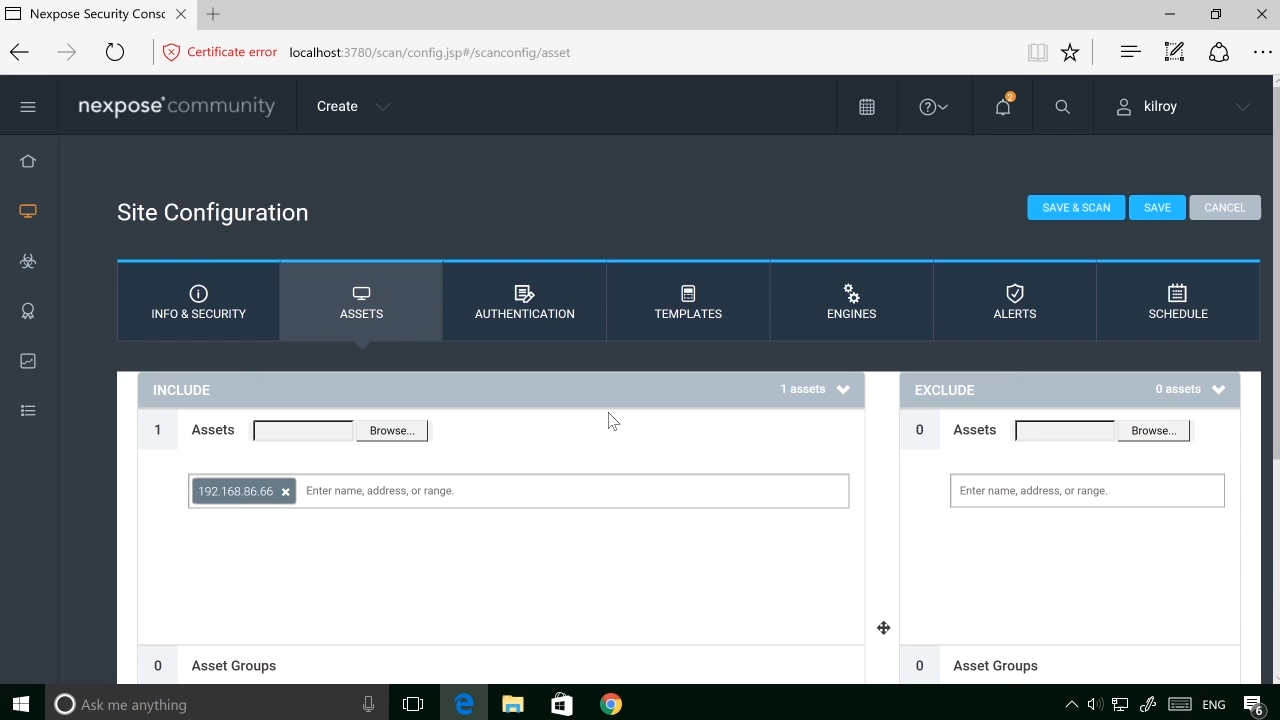 Nexpose Security Consc
Certificate error
localhost:3780/scan/config.jsp#/scanconfig/asset
nexpose community
Create
2
kilroy
Site Configuration
SAVE & SCAN
SAVE
CANCEL
INFO & SECURITY
ASSETS
AUTHENTICATION
TEMPLATES
ENGINES
ALERTS
SCHEDULE
INCLUDE
1 assets
EXCLUDE
0 assets
1 Assets
Browse...
0 Assets
Browse...
192.168.86.66
Enter name, address, or range.
Enter name, address, or range.
0 Asset Groups
0 Asset Groups
Ask me anything
ENG
6